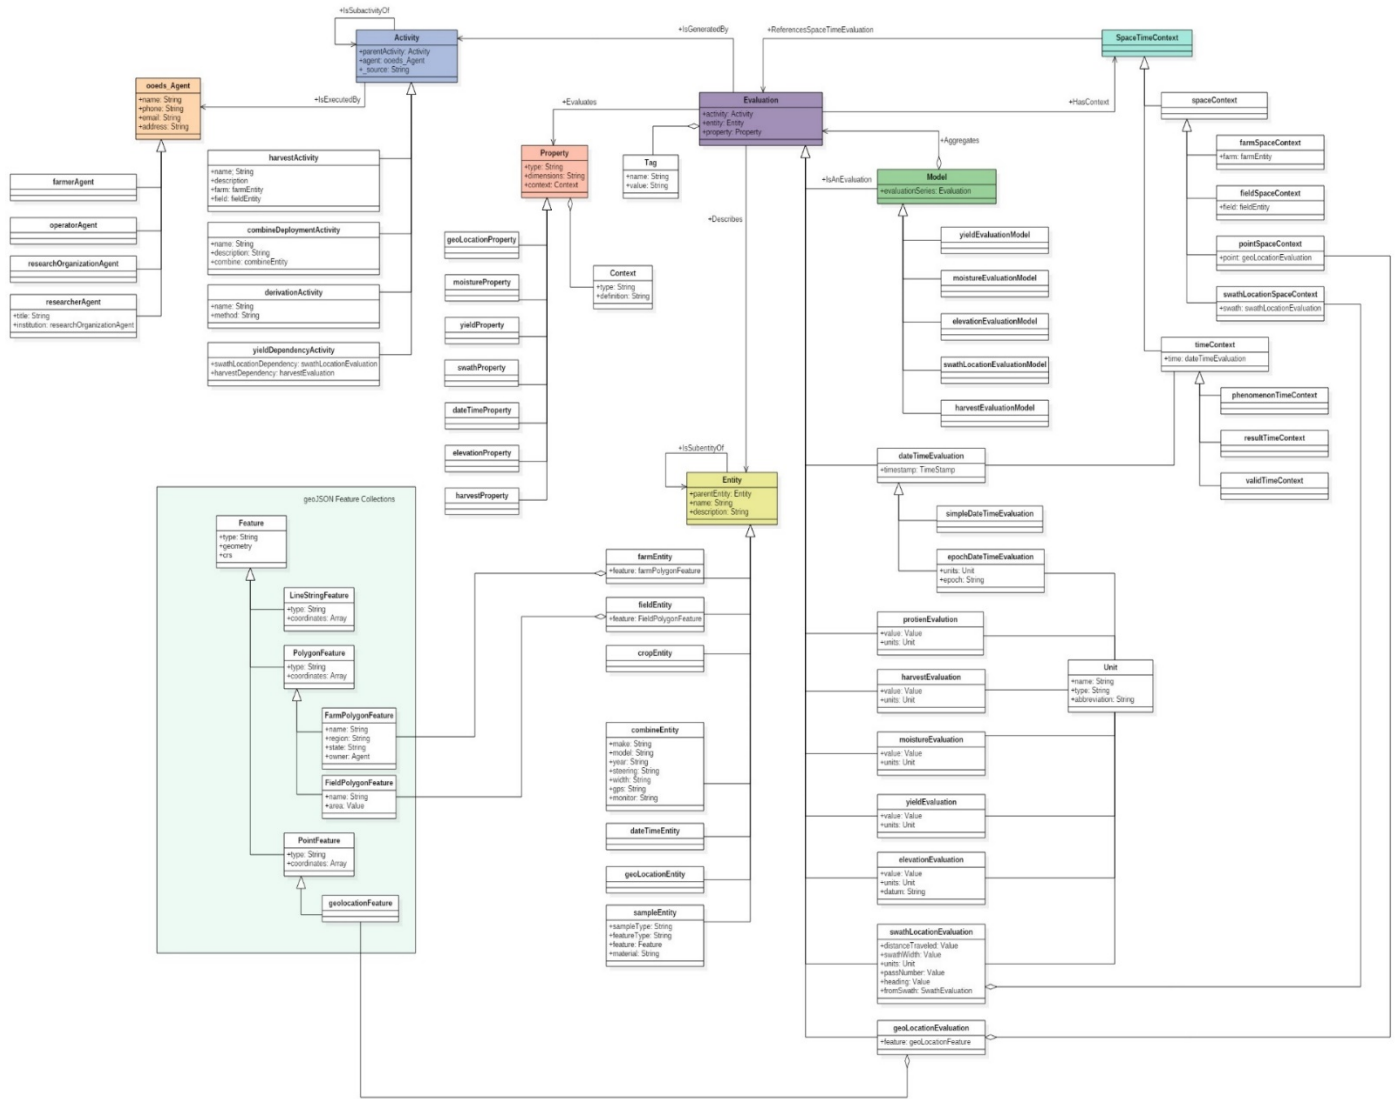 +IsSubactivityOf
Activity
+parentActivity: Activity
+agent: ooeds_Agent
+_source: String
+IsGeneratedBy
+ReferencesSpaceTimeEvaluation
SpaceTimeContext
ooeds_Agent
+name: String
+phone: String
+email: String
+address: String
+IsExecutedBy
farmerAgent
operatorAgent
researchOrganizationAgent
researcherAgent
+title: String
+institution: researchOrganizationAgent
harvestActivity
+name; String
+description
+farm: farmEntity
+field: fieldEntity
combineDeploymentActivity
+name: String
+description: String
+combine: combineEntity
derivationActivity
+name: String
+method: String
yieldDependencyActivity
+swathLocationDependency: swathLocationEvaluation
+harvestDependency: harvestEvaluation
+Evaluates
Evaluation
+activity: Activity
+entity: Entity
+property: Property
+HasContext
Property
+type: String
+dimensions: String
+context: Context
Tag
+name: String
+value: String
+Aggregates
+IsAnEvaluation
Model
+evaluationSeries: Evaluation
+Describes
geoLocationProperty
moistureProperty
yieldProperty
swathProperty
dateTimeProperty
elevationProperty
harvestProperty
Context
+type: String
+definition: String
yieldEvaluationModel
moistureEvaluationModel
elevationEvaluationModel
swathLocationEvaluationModel
harvestEvaluationModel
spaceContext
farmSpaceContext
+farm: farmEntity
fieldSpaceContext
+field: fieldEntity
pointSpaceContext
+point: geoLocationEvaluation
swathLocationSpaceContext
+swath: swathLocationEvaluation
timeContext
+time: dateTimeEvaluation
phenomenonTimeContext
resultTimeContext
validTimeContext
+IsSubentityOf
Entity
+parentEntity: Entity
+name: String
+description: String
geoJSON Feature Collections
Feature
+type: String
+geometry
+crs
LineStringFeature
+type: String
+coordinates: Array
PolygonFeature
+type: String
+coordinates: Array
FarmPolygonFeature
+name: String
+region: String
+state: String
+owner: Agent
FieldPolygonFeature
+name: String
+area: Value
PointFeature
+type: String
+coordinates: Array
geolocationFeature
farmEntity
+feature: farmPolygonFeature
fieldEntity
+feature: FieldPolygonFeature
cropEntity
combineEntity
+make: String
+model: String
+year: String
+steering: String
+width: String
+gps: String
+monitor: String
dateTimeEntity
geoLocationEntity
sampleEntity
+sampleType: String
+featureType: String
+feature: Feature
+material: String
dateTimeEvaluation
+timestamp: TimeStamp
simpleDateTimeEvaluation
epochDateTimeEvaluation
+units: Unit
+epoch: String
protienEvalution
+value: Value
+units: Unit
harvestEvaluation
+value: Value
+units: Unit
Unit
+name: String
+type: String
+abbreviation: String
moistureEvaluation
+value: Value
+units: Unit
yieldEvaluation
+value: Value
+units: Unit
elevationEvaluation
+value: Value
+units: Unit
+datum: String
swathLocationEvaluation
+distanceTraveled: Value
+swathWidth: Value
+units: Unit
+passNumber: Value
+heading: Value
+fromSwath: SwathEvaluation
geoLocationEvaluation
+feature: geoLocationFeature